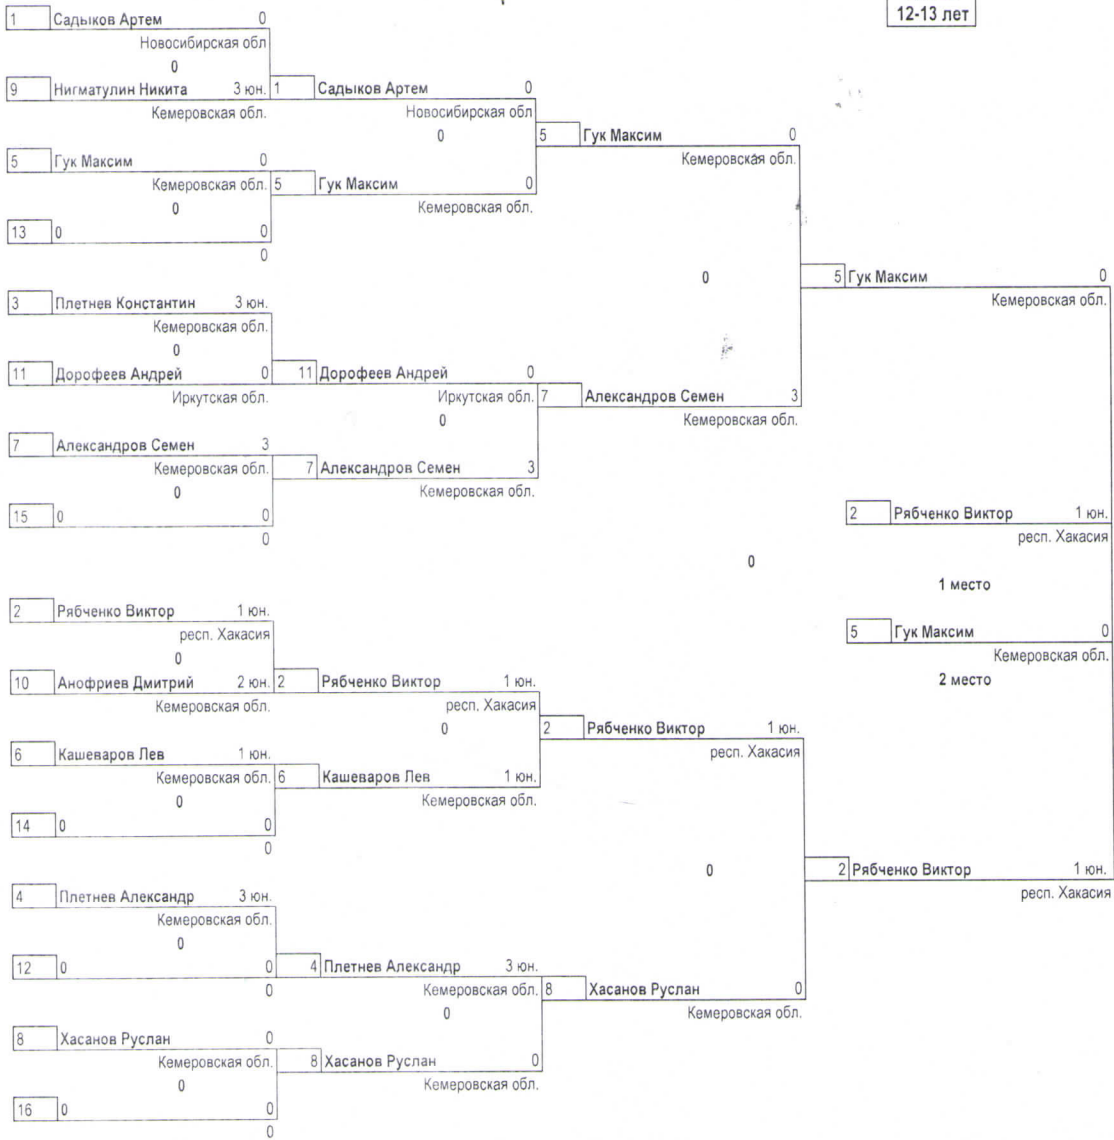 12-13 лет
1 Садыков Артем 0
Новосибирская обл
0
9 Нигматулин Никита 3 юн.
Кемеровская обл.
5 Гук Максим 0
Кемеровская обл.
0
13 0 0
0
3 Плетнев Константин 3 юн.
Кемеровская обл.
0
11 Дорофеев Андрей 0
Иркутская обл.
7 Александров Семен 3
Кемеровская обл.
0
15 0 0
0
2 Рябченко Виктор 1 юн.
респ. Хакасия
0
10 Анофриев Дмитрий 2 юн.
Кемеровская обл.
6 Кашеваров Лев 1 юн.
Кемеровская обл.
0
14 0 0
0
4 Плетнев Александр 3 юн.
Кемеровская обл.
0
12 0 0
0
8 Хасанов Руслан 0
Кемеровская обл.
0
16 0 0
0
1 Садыков Артем 0
Новосибирская обл
0
5 Гук Максим 0
Кемеровская обл.
11 Дорофеев Андрей 0
Иркутская обл.
0
7 Александров Семен 3
Кемеровская обл.
2 Рябченко Виктор 1 юн.
респ. Хакасия
0
6 Кашеваров Лев 1 юн.
Кемеровская обл.
4 Плетнев Александр 3 юн.
Кемеровская обл.
0
8 Хасанов Руслан 0
Кемеровская обл.
5 Гук Максим 0
Кемеровская обл.
0
7 Александров Семен 3
Кемеровская обл.
2 Рябченко Виктор 1 юн.
респ. Хакасия
0
8 Хасанов Руслан 0
Кемеровская обл.
5 Гук Максим 0
Кемеровская обл.
0
2 Рябченко Виктор 1 юн.
респ. Хакасия
1 место
5 Гук Максим 0
Кемеровская обл.
2 место
2 Рябченко Виктор 1 юн.
респ. Хакасия